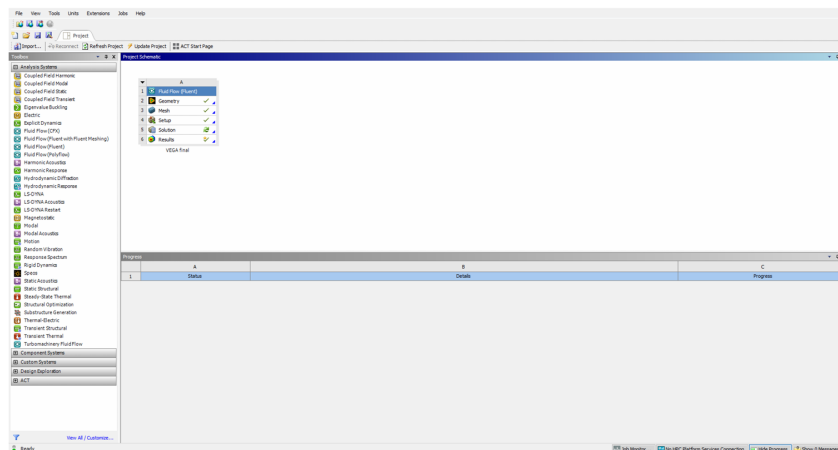 File View Tools Units Extensions Jobs Help
Project
Import... Reconnect Refresh Project Update Project ACT Start Page
Toolbox
Project Schematic
Analysis Systems
Coupled Field Harmonic
Coupled Field Modal
Coupled Field Static
Coupled Field Transient
Eigenvalue Buckling
Electric
Explicit Dynamics
Fluid Flow (CFX)
Fluid Flow (Fluent with Fluent Meshing)
Fluid Flow (Fluent)
Fluid Flow (Polyflow)
Harmonic Acoustics
Harmonic Response
Hydrodynamic Diffraction
Hydrodynamic Response
LS-DYNA
LS-DYNA Acoustics
LS-DYNA Restart
Magnetostatic
Modal
Modal Acoustics
Motion
Random Vibration
Response Spectrum
Rigid Dynamics
Speos
Static Acoustics
Static Structural
Steady-State Thermal
Structural Optimization
Substructure Generation
Thermal-Electric
Transient Structural
Transient Thermal
Turbomachinery Fluid Flow
Component Systems
Custom Systems
Design Exploration
ACT
View All / Customize...
A
1 Fluid Flow (Fluent)
2 Geometry
3 Mesh
4 Setup
5 Solution
6 Results
VEGA final
Progress
A B C
1 Status Details Progress
Ready
Job Monitor... No HPC Platform Services Connection Hide Progress Show 0 Messages